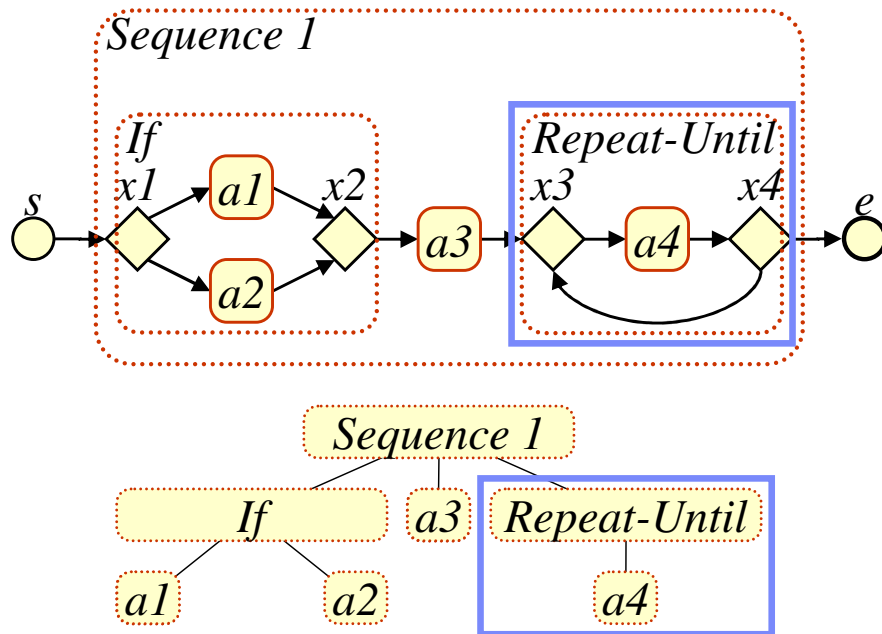 Sequence 1
If
Repeat-Until
x1
a1
x2
x3
x4
s
e
a3
a4
a2
Sequence 1
If
a3
Repeat-Until
a1
a2
a4